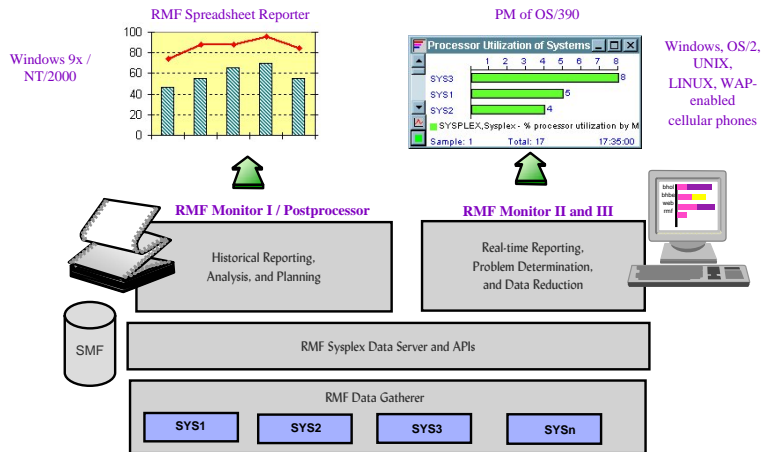 RMF Spreadsheet Reporter
PM of OS/390
Windows 9x /
NT/2000
100
80
60
40
20
0
Processor Utilization of Systems
1 2 3 4 5 6 7 8
SYS3 8
SYS1 5
SYS2 4
SYSPLEX,Sysplex - % processor utilization by M
Sample: 1 Total: 17 17:35:00
Windows, OS/2,
UNIX,
LINUX, WAP-
enabled
cellular phones
RMF Monitor I / Postprocessor
RMF Monitor II and III
Historical Reporting,
Analysis, and Planning
Real-time Reporting,
Problem Determination,
and Data Reduction
bhol
bhbe
web
rmf
SMF
RMF Sysplex Data Server and APIs
RMF Data Gatherer
SYS1
SYS2
SYS3
SYSn